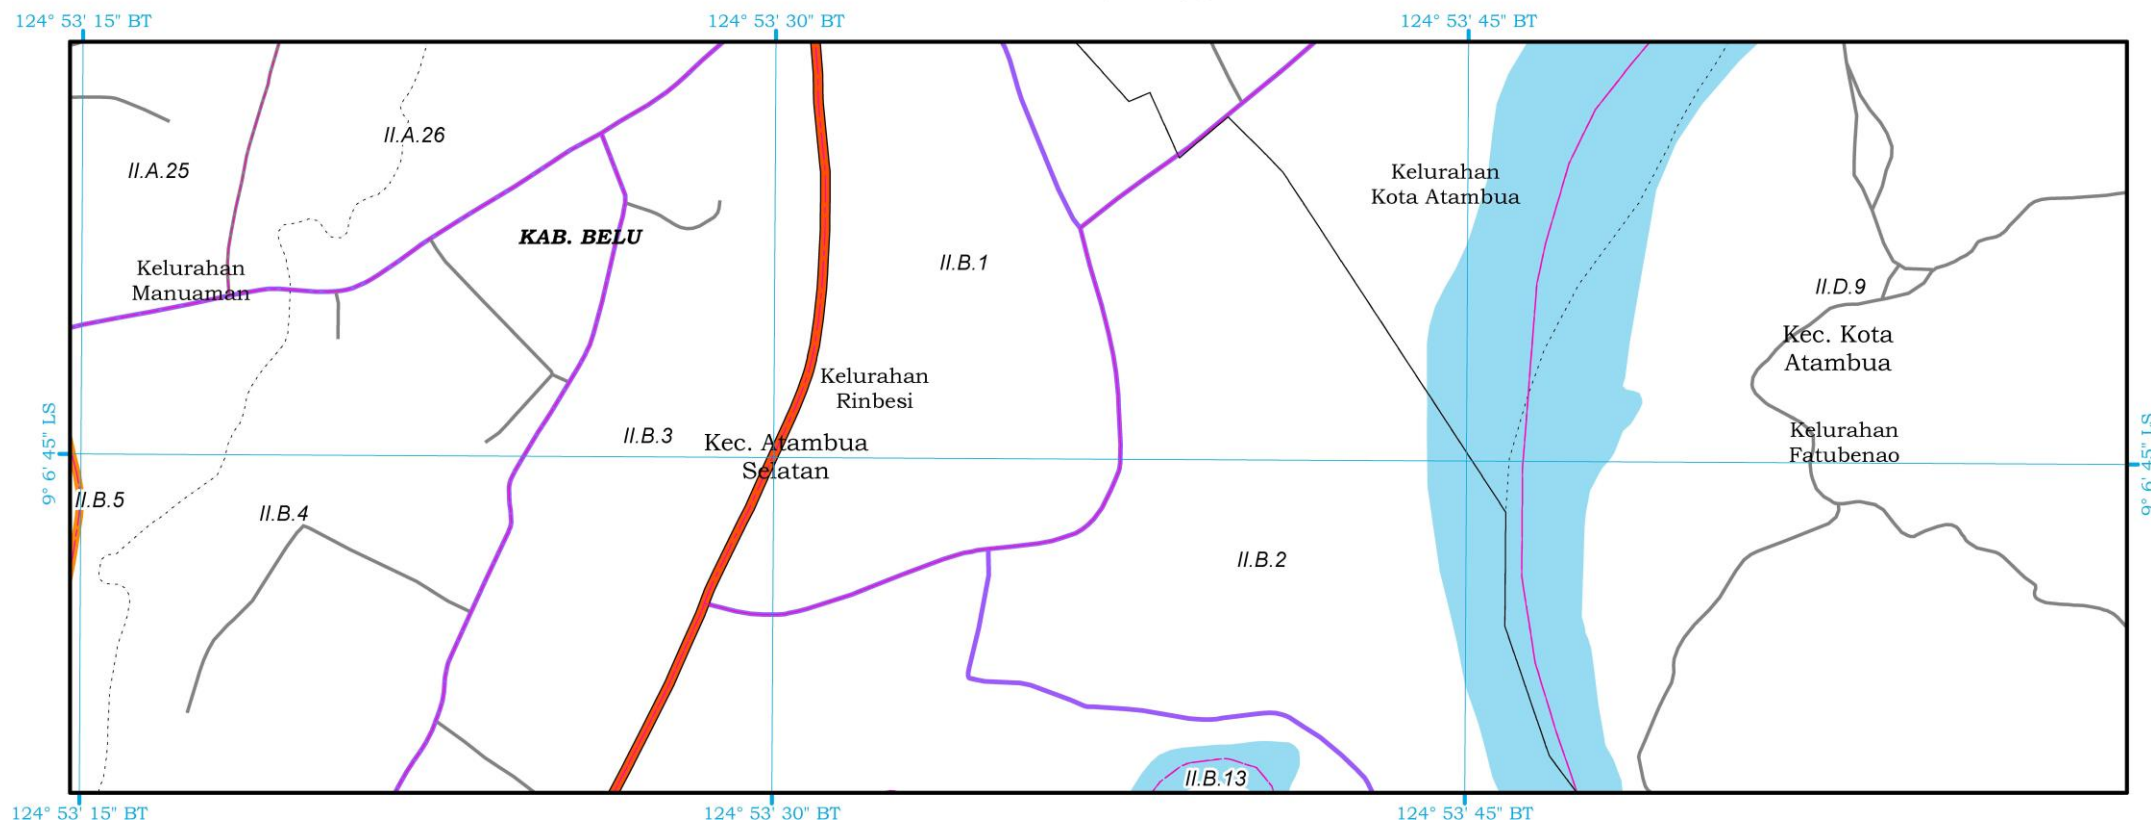 124° 53' 15" BT
124° 53' 30" BT
124° 53' 45" BT
II.A.26
II.A.25
Kelurahan
Kota Atambua
KAB. BELU
II.B.1
Kelurahan
Manuaman
II.D.9
Kec. Kota
Atambua
Kelurahan
Rinbesi
II.B.3
Kec. Atambua
Selatan
Kelurahan
Fatubenao
9° 6' 45" LS
9° 6' 45" LS
II.B.5
II.B.4
II.B.2
II.B.13
124° 53' 15" BT
124° 53' 30" BT
124° 53' 45" BT